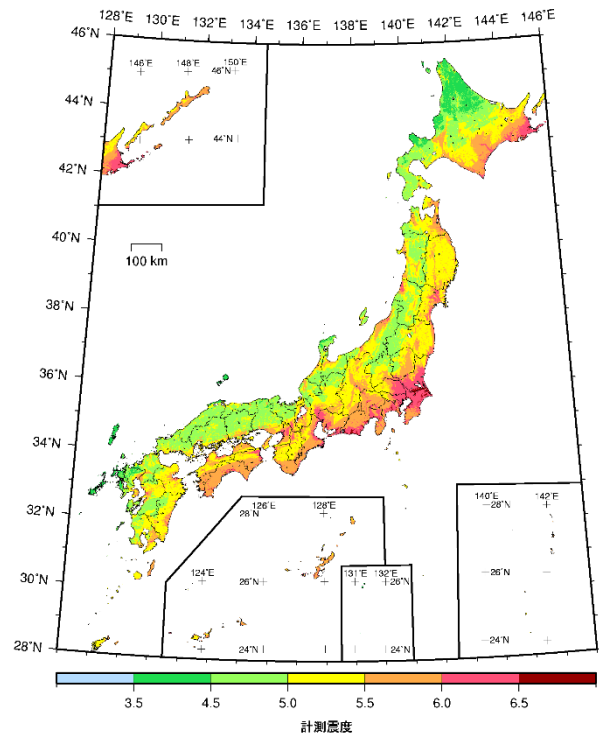 128°E 130°E 132°E 134°E 136°E 138°E 140°E 142°E 144°E 146°E
46°N
44°N
42°N
40°N
38°N
36°N
34°N
32°N
30°N
28°N
146°E 148°E 150°E
46°N
44°N
100 km
126°E 128°E
28°N
124°E
26°N
24°N
131°E 132°E
26°N
24°N
140°E 142°E
28°N
26°N
24°N
3.5 4.5 5.0 5.5 6.0 6.5
計測震度